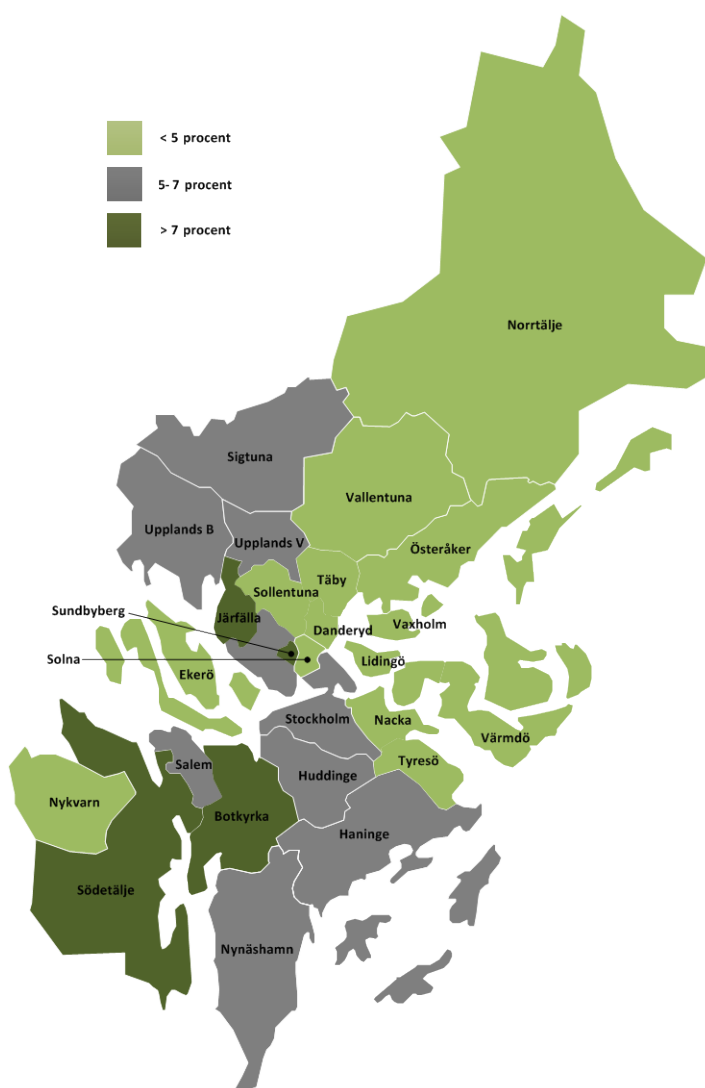 < 5 procent
5- 7 procent
> 7 procent
Norrtälje
Sigtuna
Vallentuna
Upplands B
Upplands V
Österåker
Täby
Sollentuna
Sundbyberg
Järfälla
Vaxholm
Danderyd
Solna
Lidingö
Ekerö
Stockholm
Nacka
Värmdö
Salem
Tyresö
Huddinge
Nykvarn
Botkyrka
Haninge
Södetälje
Nynäshamn